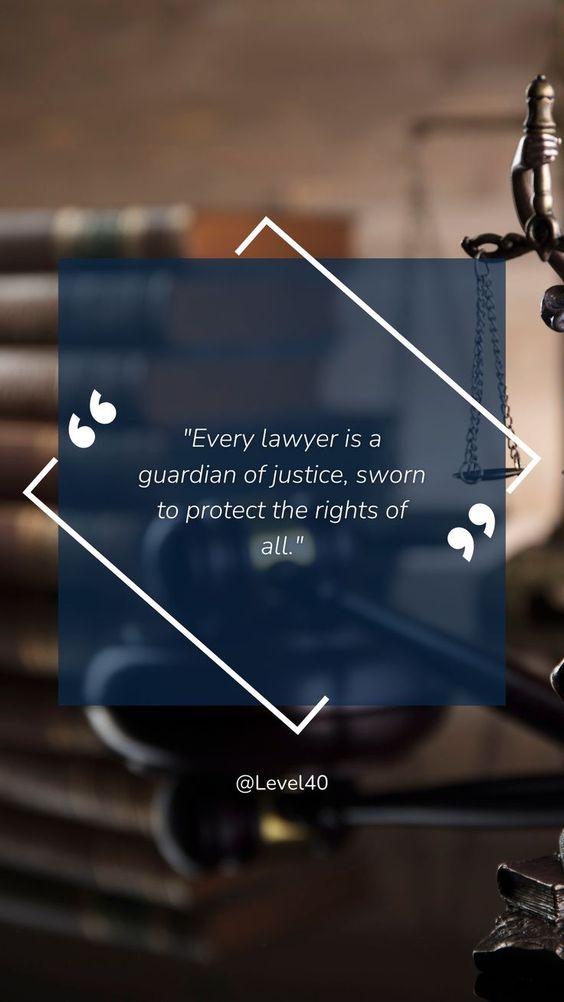 "Every lawyer is a
guardian of justice, sworn
to protect the rights of
all."
@Level40